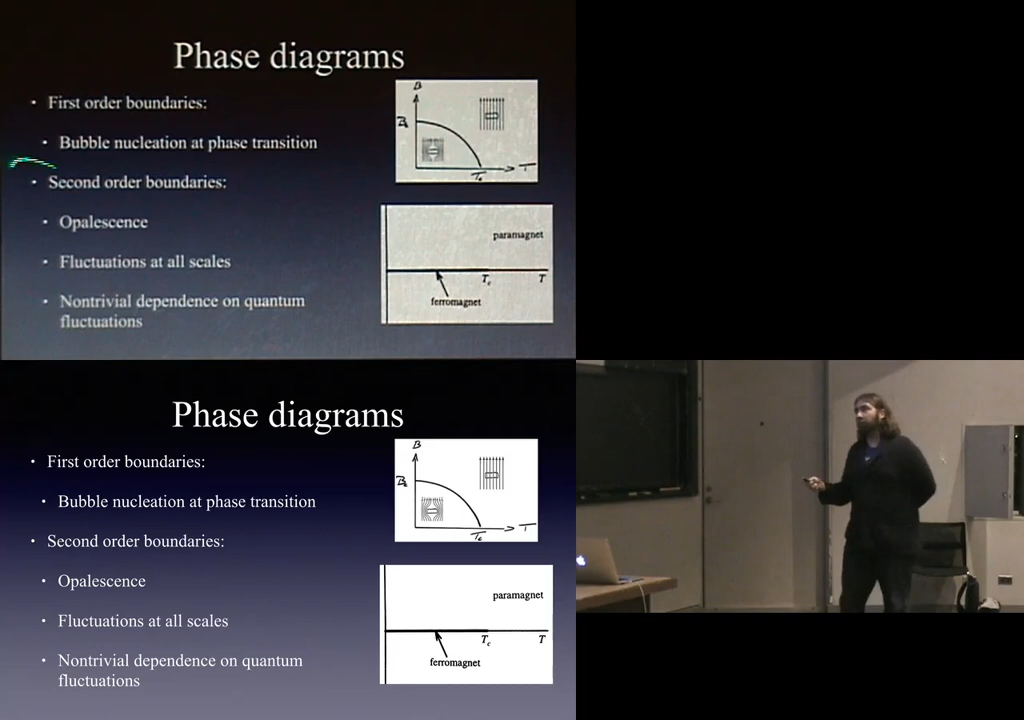 Phase diagrams
• First order boundaries:
• Bubble nucleation at phase transition
• Second order boundaries:
• Opalescence
• Fluctuations at all scales
• Nontrivial dependence on quantum
fluctuations
B
T
paramagnet
T
ferromagnet
Phase diagrams
• First order boundaries:
• Bubble nucleation at phase transition
• Second order boundaries:
• Opalescence
• Fluctuations at all scales
• Nontrivial dependence on quantum
fluctuations
B
T
paramagnet
Tc
T
ferromagnet